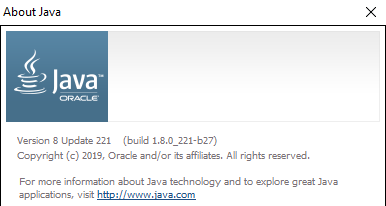 About Java
Java™
ORACLE
Version 8 Update 221 (build 1.8.0_221-b27)
Copyright (c) 2019, Oracle and/or its affiliates. All rights reserved.
For more information about Java technology and to explore great Java
applications, visit http://www.java.com